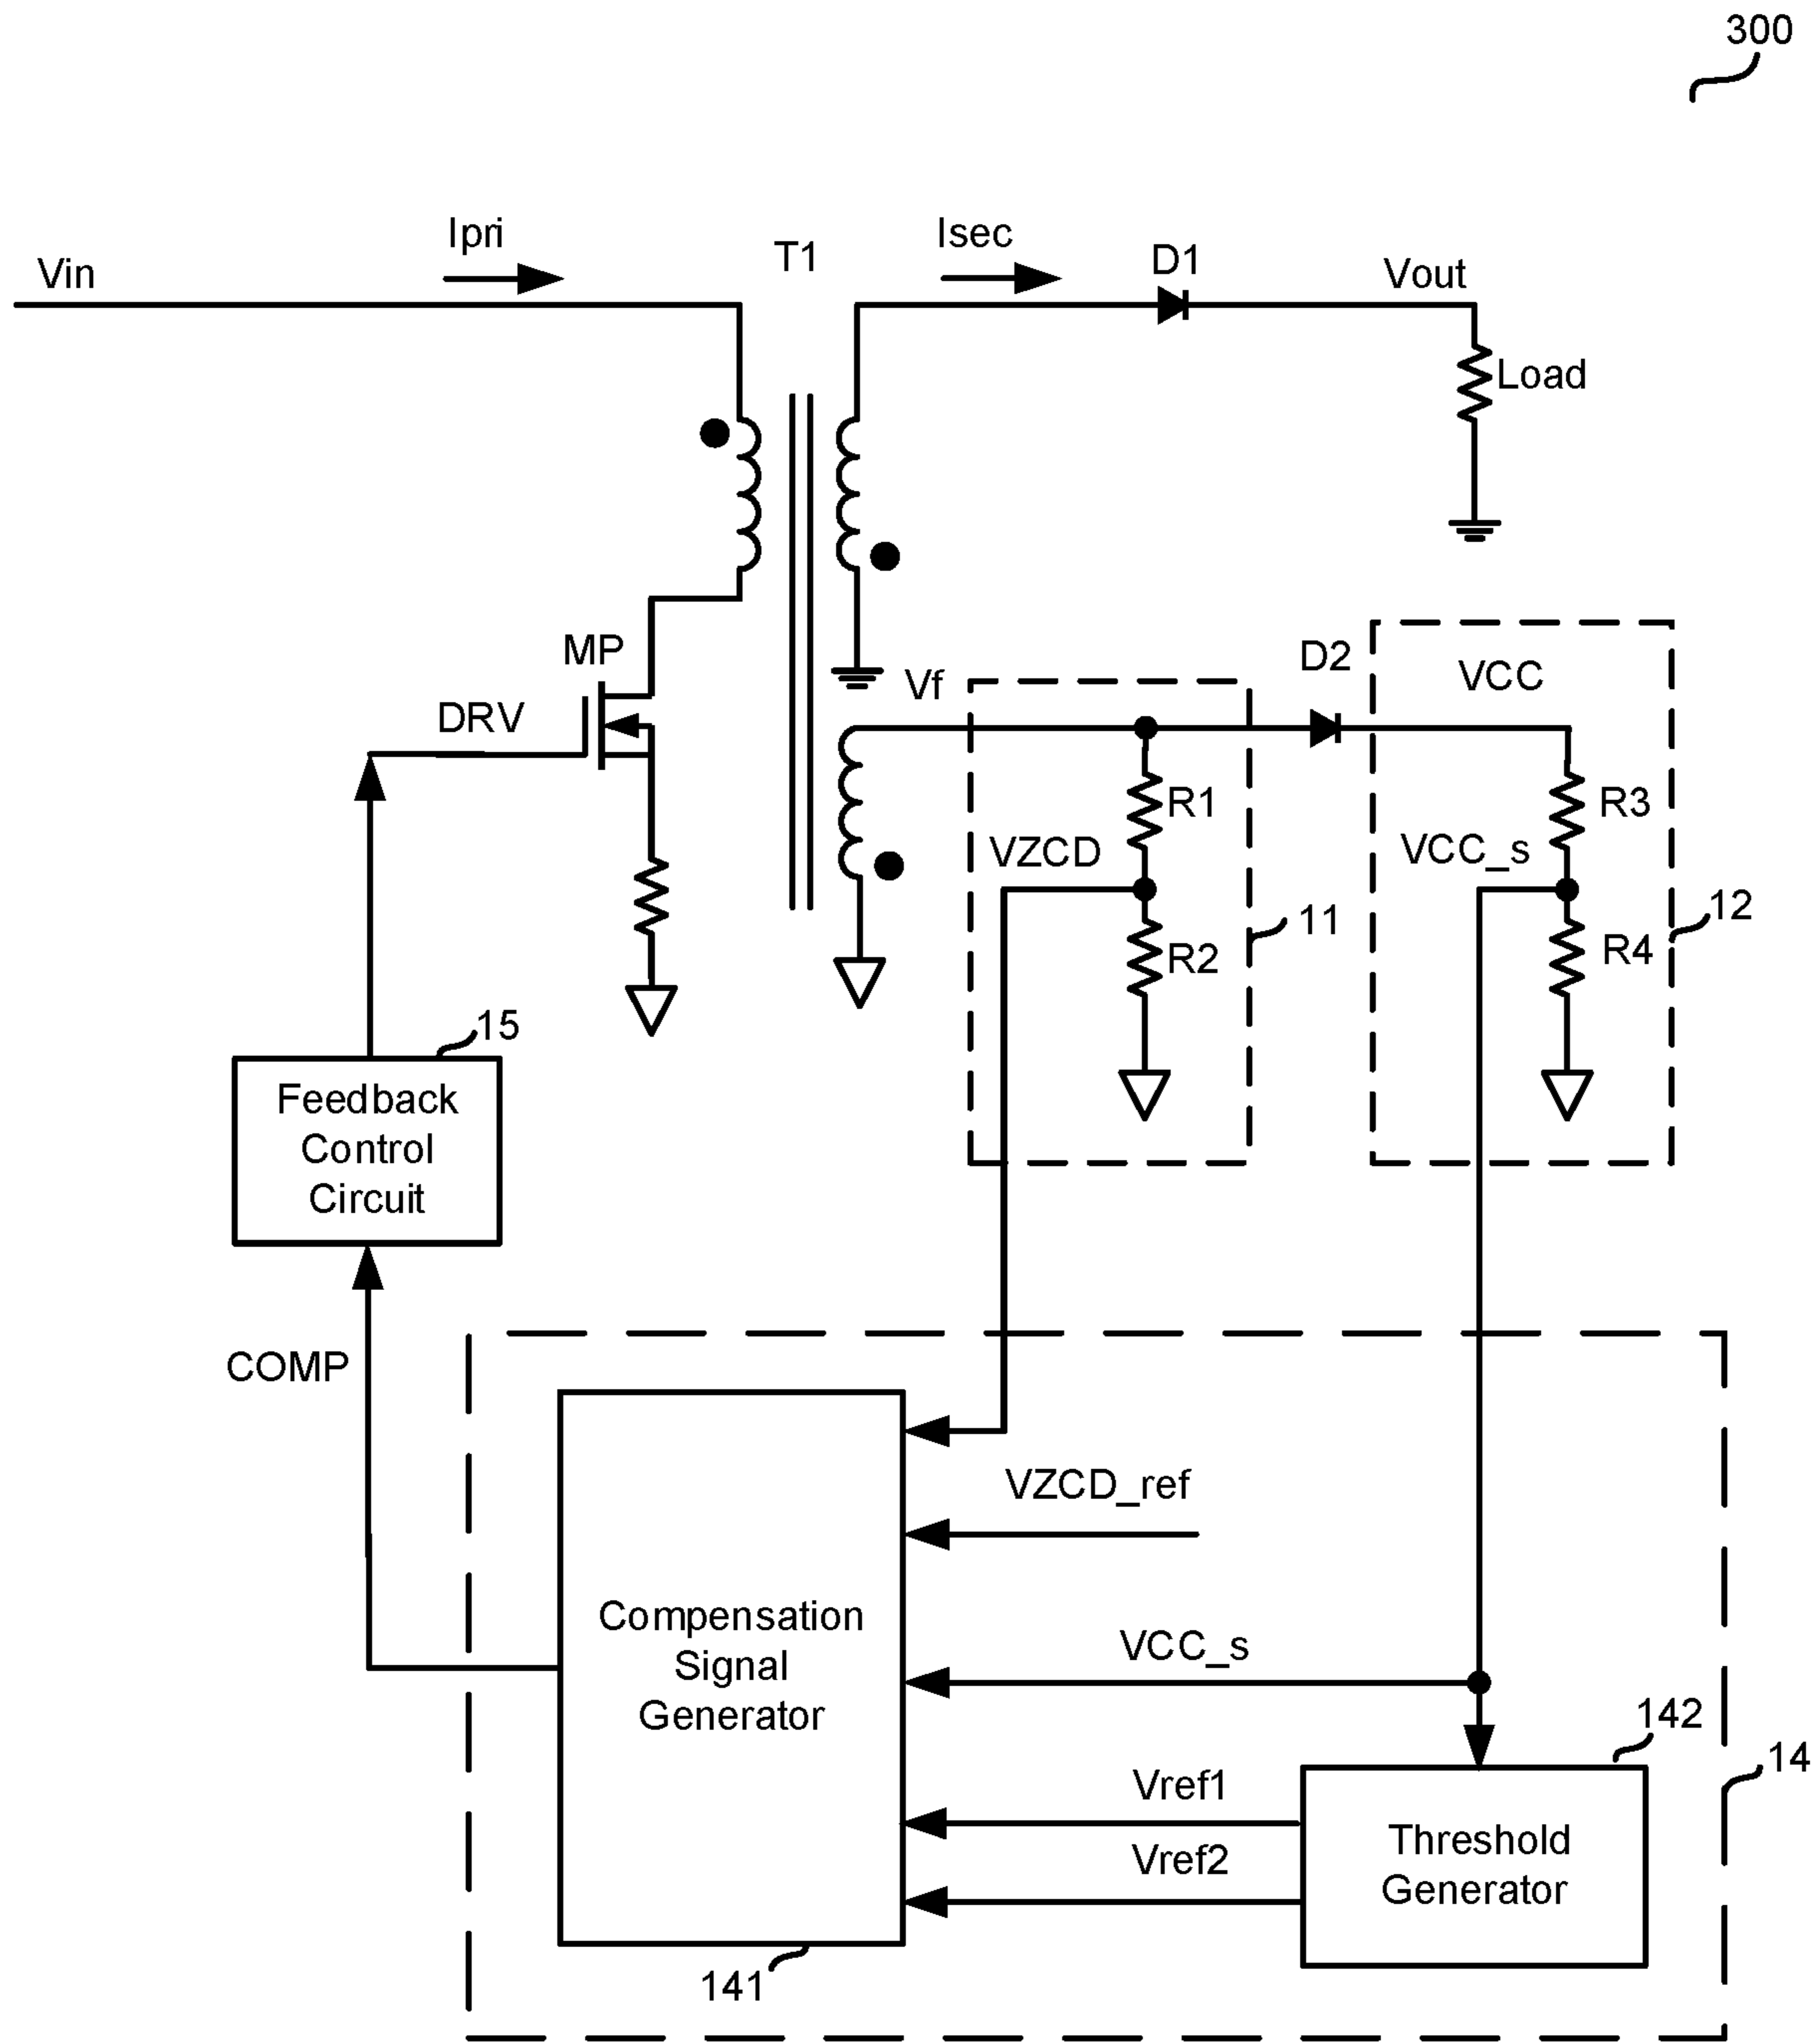 300
Ipri
T1
Isec
D1
Vin
Vout
Load
MP
D2
VCC
Vf
DRV
R1
R3
VZCD
VCC_s
11
12
R2
R4
15
Feedback
Control
Circuit
COMP
VZCD_ref
Compensation
Signal
Generator
VCC_s
142
14
Vref1
Threshold
Generator
Vref2
141